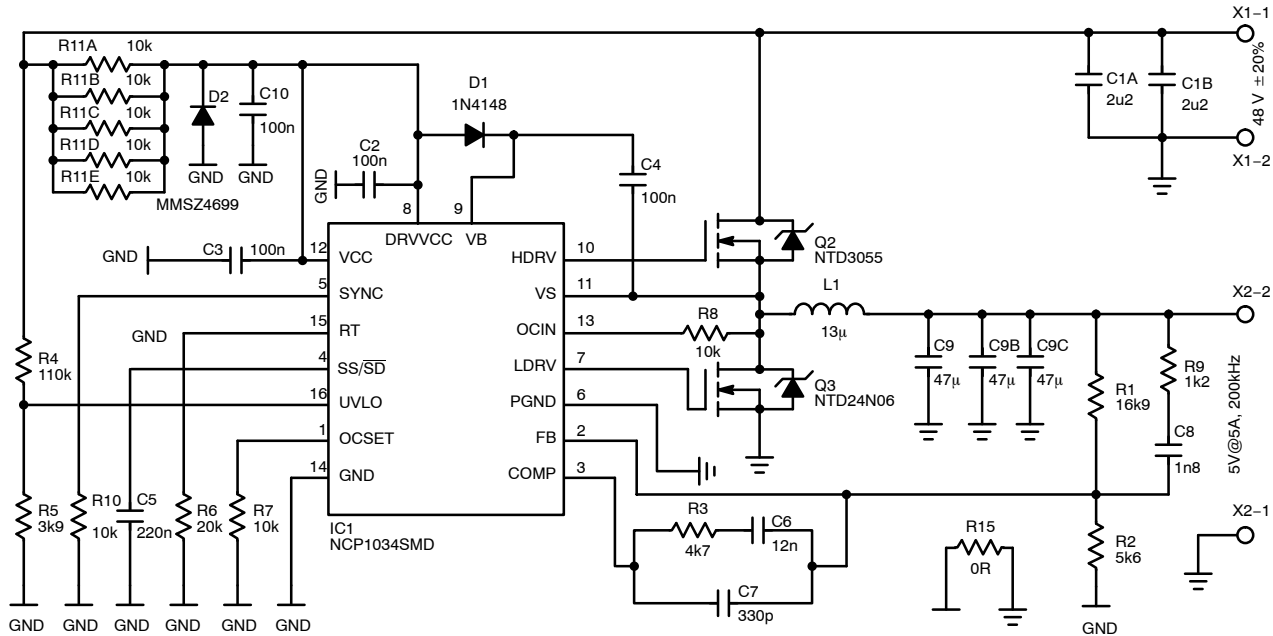 X1-1
R11A 10k
R11B 10k
R11C 10k
R11D 10k
R11E 10k
D2
C10
100n
D1
1N4148
C1A
2u2
C1B
2u2
48 V ±20%
X1-2
GND
GND
MMSZ4699
GND
C2
100n
C4
100n
8
9
DRVVCC
VB
GND
C3
100n
12
VCC
5
SYNC
15
RT
4
SS/SD
16
UVLO
1
OCSET
14
GND
HDRV
10
VS
11
OCIN
13
LDRV
7
PGND
6
FB
2
COMP
3
IC1
NCP1034SMD
Q2
NTD3055
L1
13µ
X2-2
R8
10k
Q3
NTD24N06
C9
47µ
C9B
47µ
C9C
47µ
R1
16k9
R9
1k2
C8
1n8
5V@5A, 200kHz
GND
R4
110k
R5
3k9
R10
10k
C5
220n
R6
20k
R7
10k
R3
4k7
C6
12n
C7
330p
R15
0R
R2
5k6
X2-1
GND
GND
GND
GND
GND
GND
GND